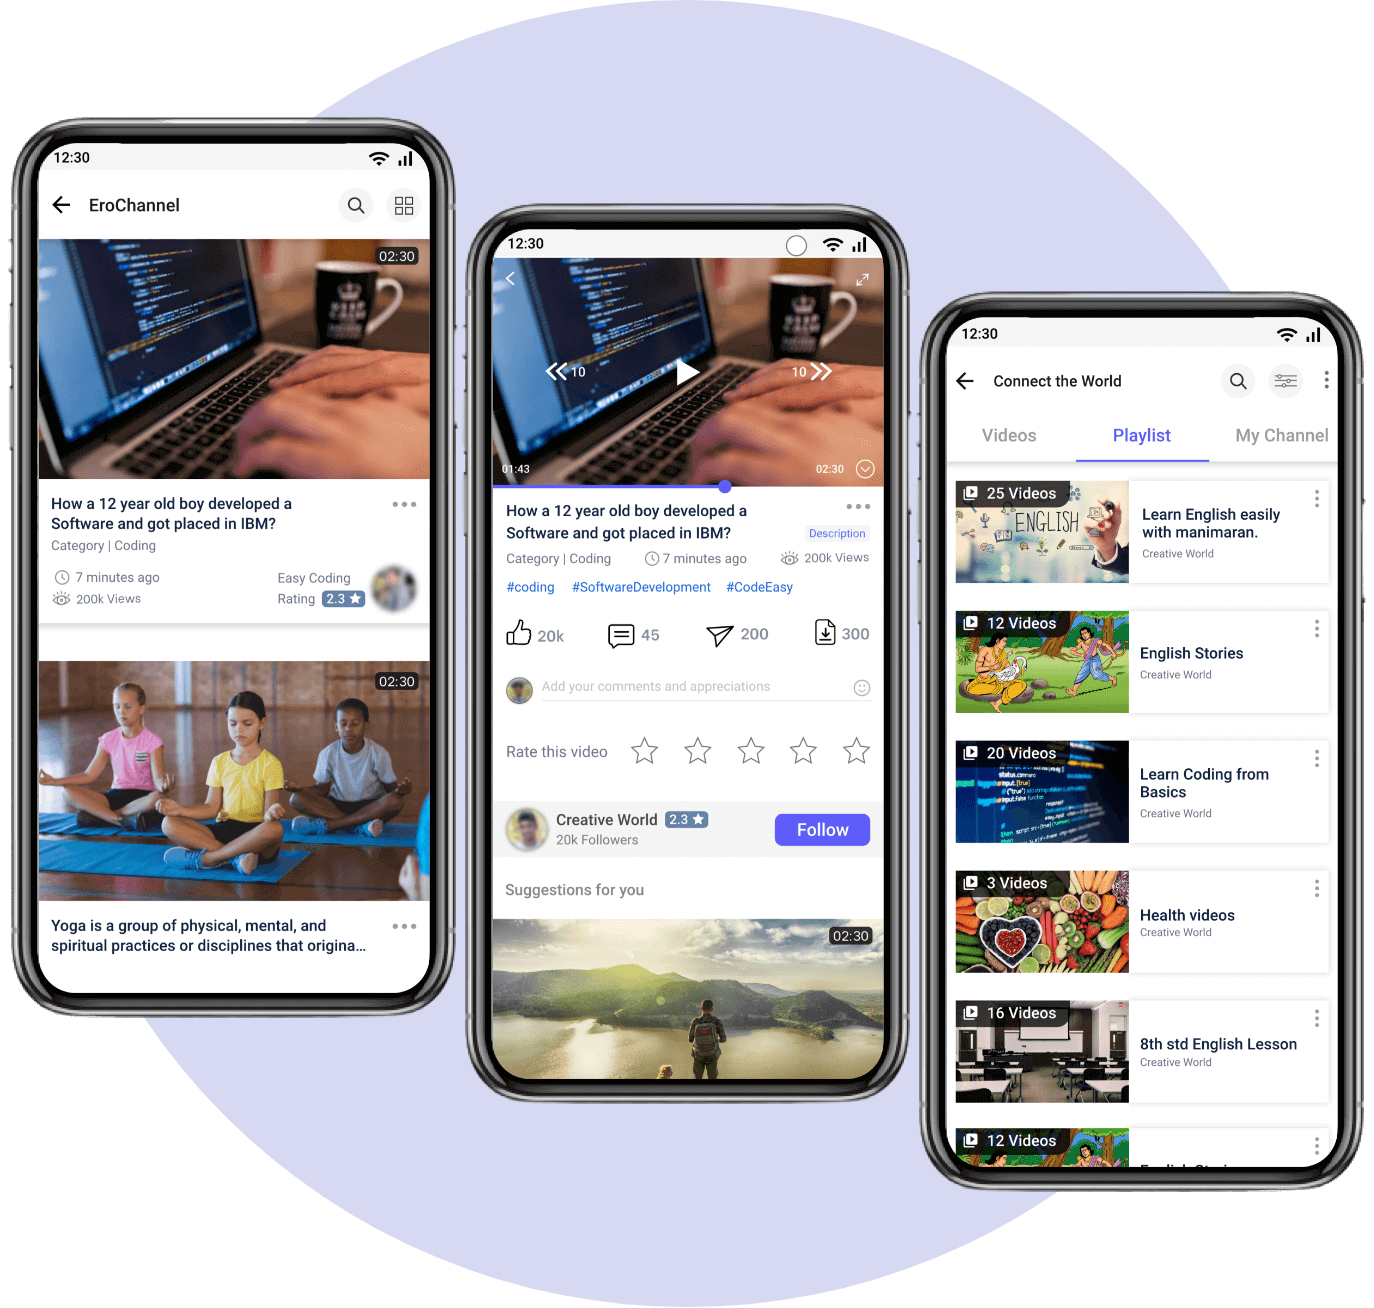 12:30
EroChannel
02:30
How a 12 year old boy developed a
Software and got placed in IBM?
Category | Coding
7 minutes ago
200k Views
Easy Coding
Rating 2.3
02:30
Yoga is a group of physical, mental, and
spiritual practices or disciplines that origina...
12:30
10
10
01:43
02:30
How a 12 year old boy developed a
Software and got placed in IBM?
Description
Category | Coding
7 minutes ago
200k Views
#coding #SoftwareDevelopment #CodeEasy
20k
45
200
300
Add your comments and appreciations
Rate this video
Creative World 2.3
20k Followers
Follow
Suggestions for you
02:30
12:30
Connect the World
Videos
Playlist
My Channel
25 Videos
ENGLISH
Learn English easily
with manimaran.
Creative World
12 Videos
English Stories
Creative World
20 Videos
Learn Coding from
Basics
Creative World
3 Videos
Health videos
Creative World
16 Videos
8th std English Lesson
Creative World
12 Videos